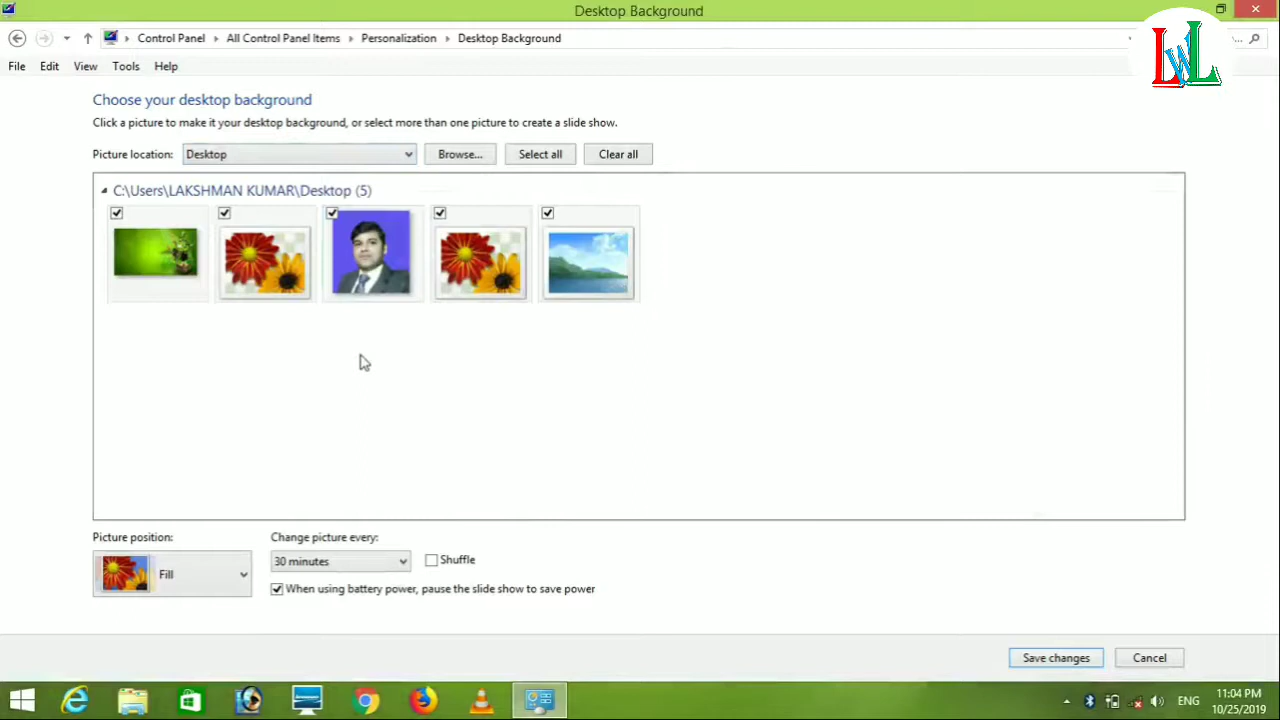 Desktop Background
Control Panel All Control Panel Items Personalization Desktop Background
File Edit View Tools Help
LWL
Choose your desktop background
Click a picture to make it your desktop background, or select more than one picture to create a slide show.
Picture location: Desktop Browse... Select all Clear all
C:\Users\LAKSHMAN KUMAR\Desktop (5)
Picture position: Change picture every:
Fill 30 minutes Shuffle
When using battery power, pause the slide show to save power
Save changes Cancel
ENG 11:04 PM
10/25/2019